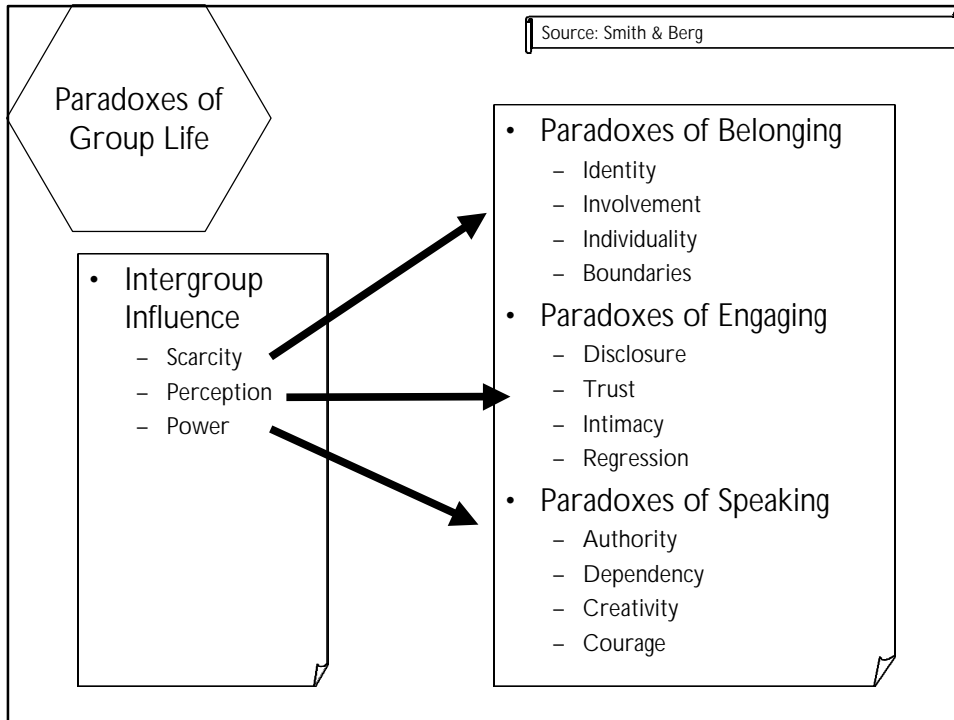 Source: Smith & Berg
Paradoxes of
Group Life
• Intergroup
Influence
– Scarcity
– Perception
– Power
• Paradoxes of Belonging
– Identity
– Involvement
– Individuality
– Boundaries
• Paradoxes of Engaging
– Disclosure
– Trust
– Intimacy
– Regression
• Paradoxes of Speaking
– Authority
– Dependency
– Creativity
– Courage